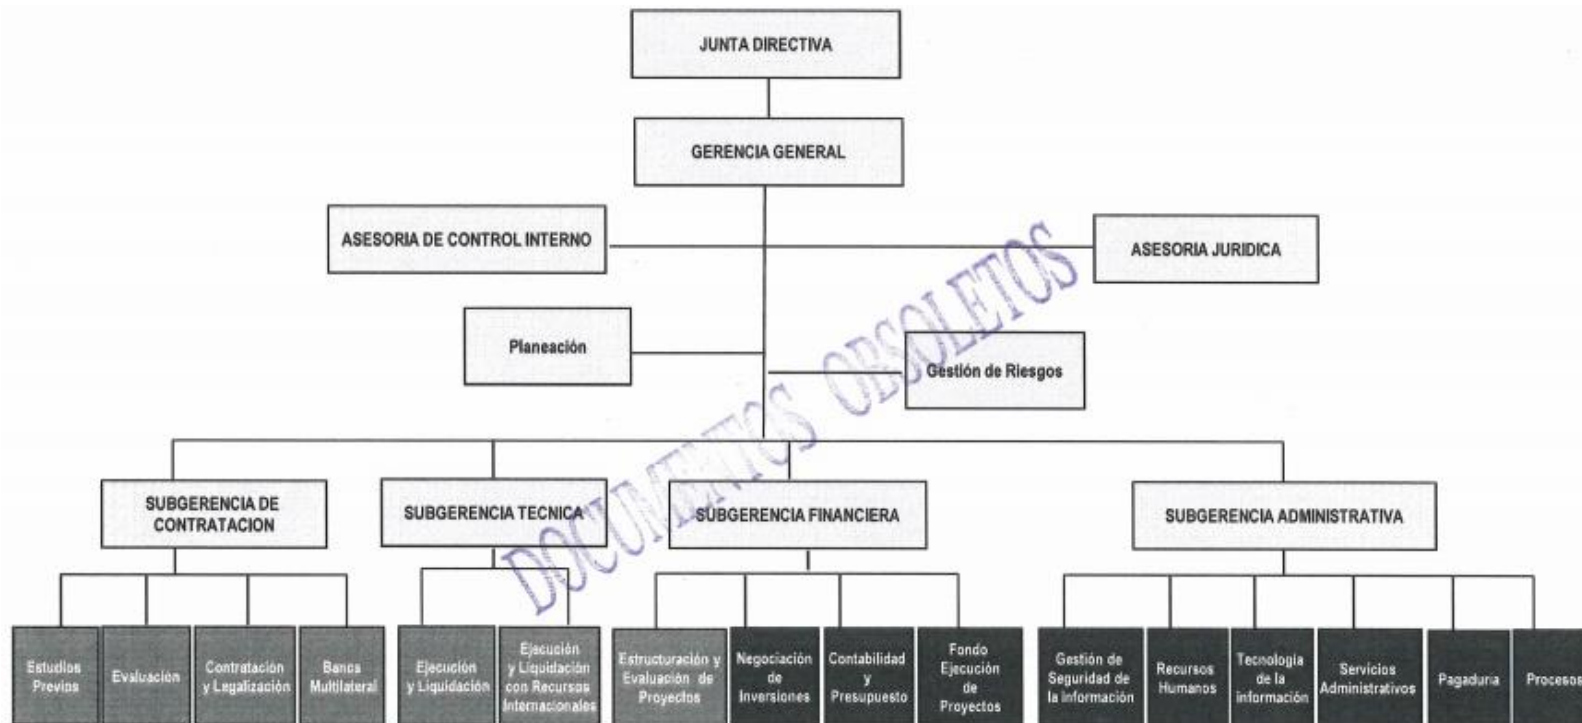 JUNTA DIRECTIVA
GERENCIA GENERAL
ASESORIA DE CONTROL INTERNO
ASESORIA JURIDICA
Planeación
Gestión de Riesgos
DOCUMENTOS OBSOLETOS
SUBGERENCIA DE
CONTRATACION
SUBGERENCIA TECNICA
SUBGERENCIA FINANCIERA
SUBGERENCIA ADMINISTRATIVA
Estudios
Previos
Evaluación
Contratación
y Legalización
Banca
Multilateral
Ejecución
y Liquidación
Ejecución
y Liquidación
con Recursos
Internacionales
Estructuración y
Evaluación de
Proyectos
Negociación
de
Inversiones
Contabilidad
y
Presupuesto
Fondo
Ejecución
de
Proyectos
Gestión de
Seguridad de
la Información
Recursos
Humanos
Tecnología
de la
información
Servicios
Administrativos
Pagaduria
Procesos